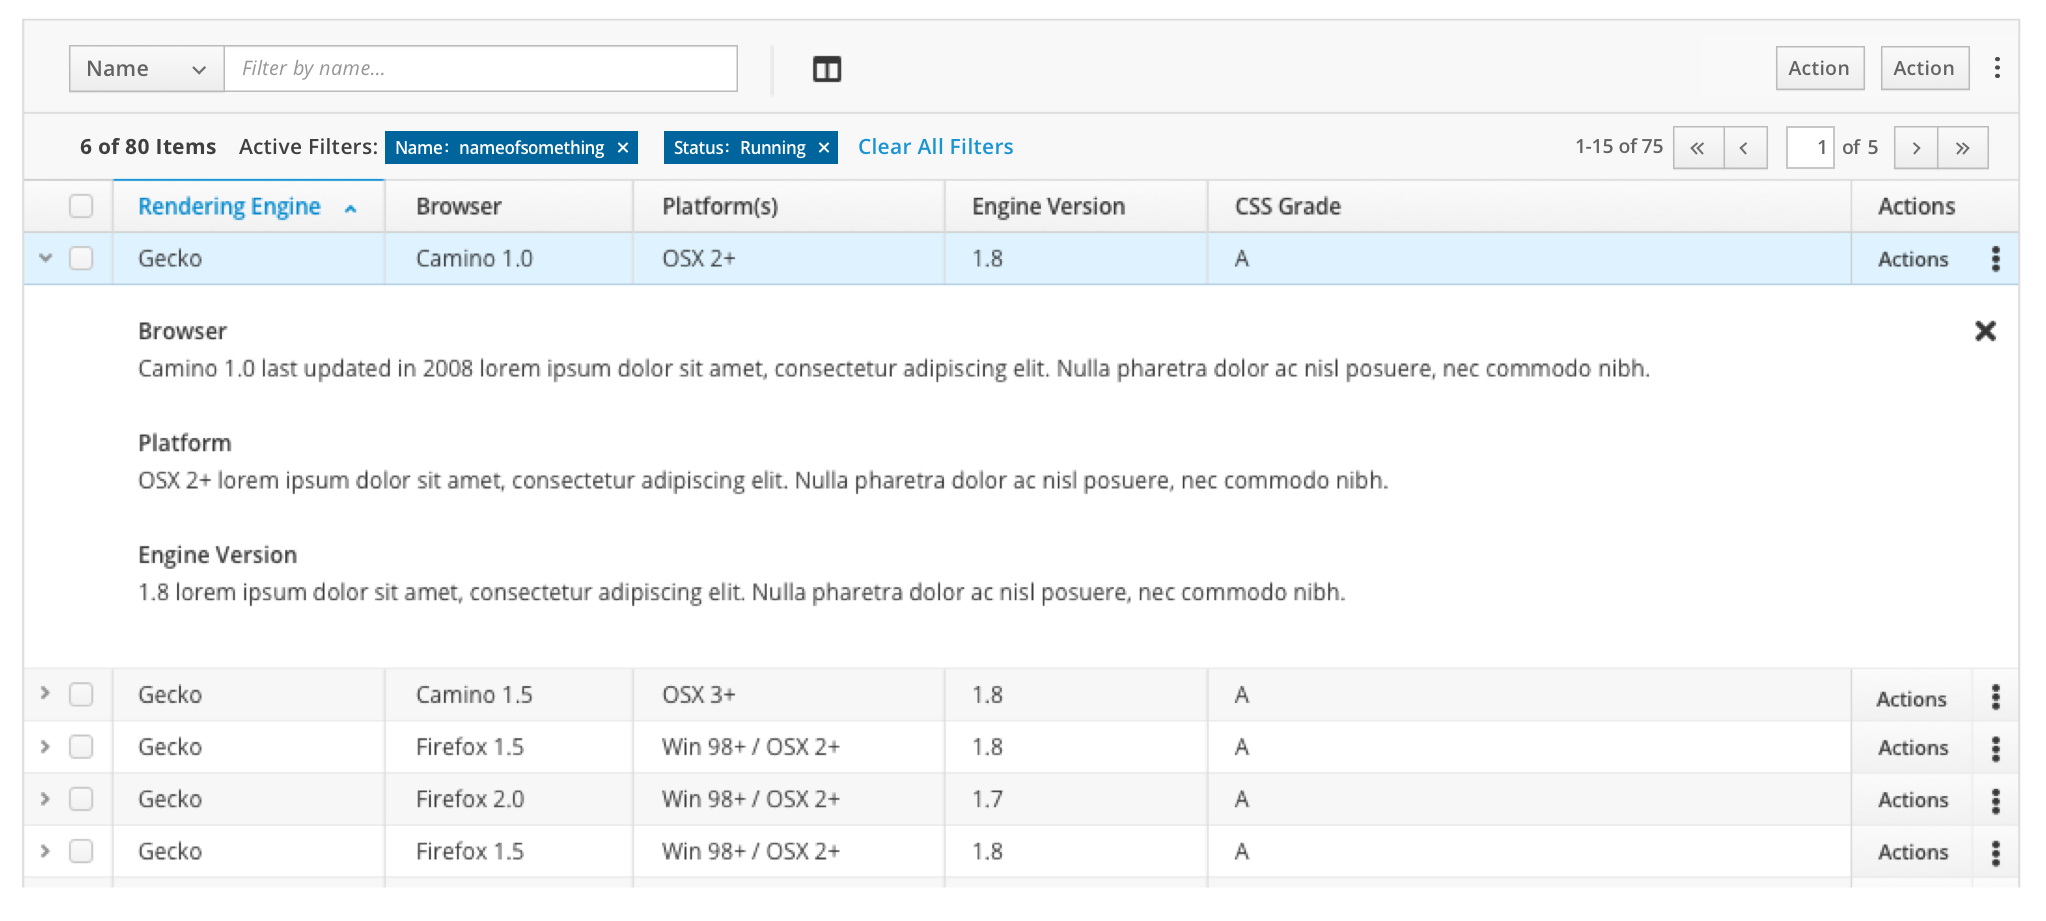 Name Filter by name... Action Action
6 of 80 Items Active Filters: Name: nameofsomething × Status: Running × Clear All Filters 1-15 of 75 « ‹ 1 of 5 › »
Rendering Engine Browser Platform(s) Engine Version CSS Grade Actions
Gecko Camino 1.0 OSX 2+ 1.8 A Actions
Browser
Camino 1.0 last updated in 2008 lorem ipsum dolor sit amet, consectetur adipiscing elit. Nulla pharetra dolor ac nisl posuere, nec commodo nibh.
Platform
OSX 2+ lorem ipsum dolor sit amet, consectetur adipiscing elit. Nulla pharetra dolor ac nisl posuere, nec commodo nibh.
Engine Version
1.8 lorem ipsum dolor sit amet, consectetur adipiscing elit. Nulla pharetra dolor ac nisl posuere, nec commodo nibh.
Gecko Camino 1.5 OSX 3+ 1.8 A Actions
Gecko Firefox 1.5 Win 98+ / OSX 2+ 1.8 A Actions
Gecko Firefox 2.0 Win 98+ / OSX 2+ 1.7 A Actions
Gecko Firefox 1.5 Win 98+ / OSX 2+ 1.8 A Actions